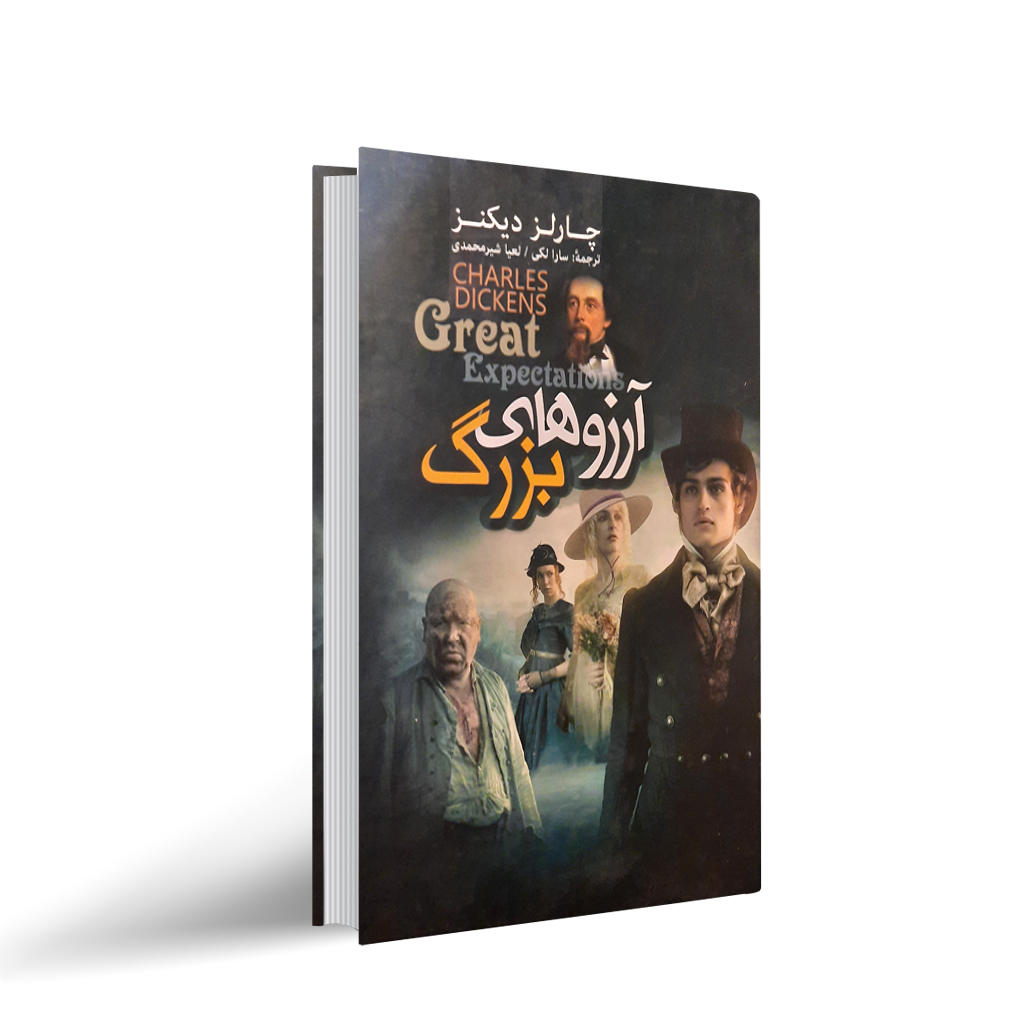 چارلز دیکنز
ترجمهٔ: سارا لکی / لعیا شیرمحمدی
CHARLES
DICKENS
Great
Expectations
آرزوهای
بزرگ